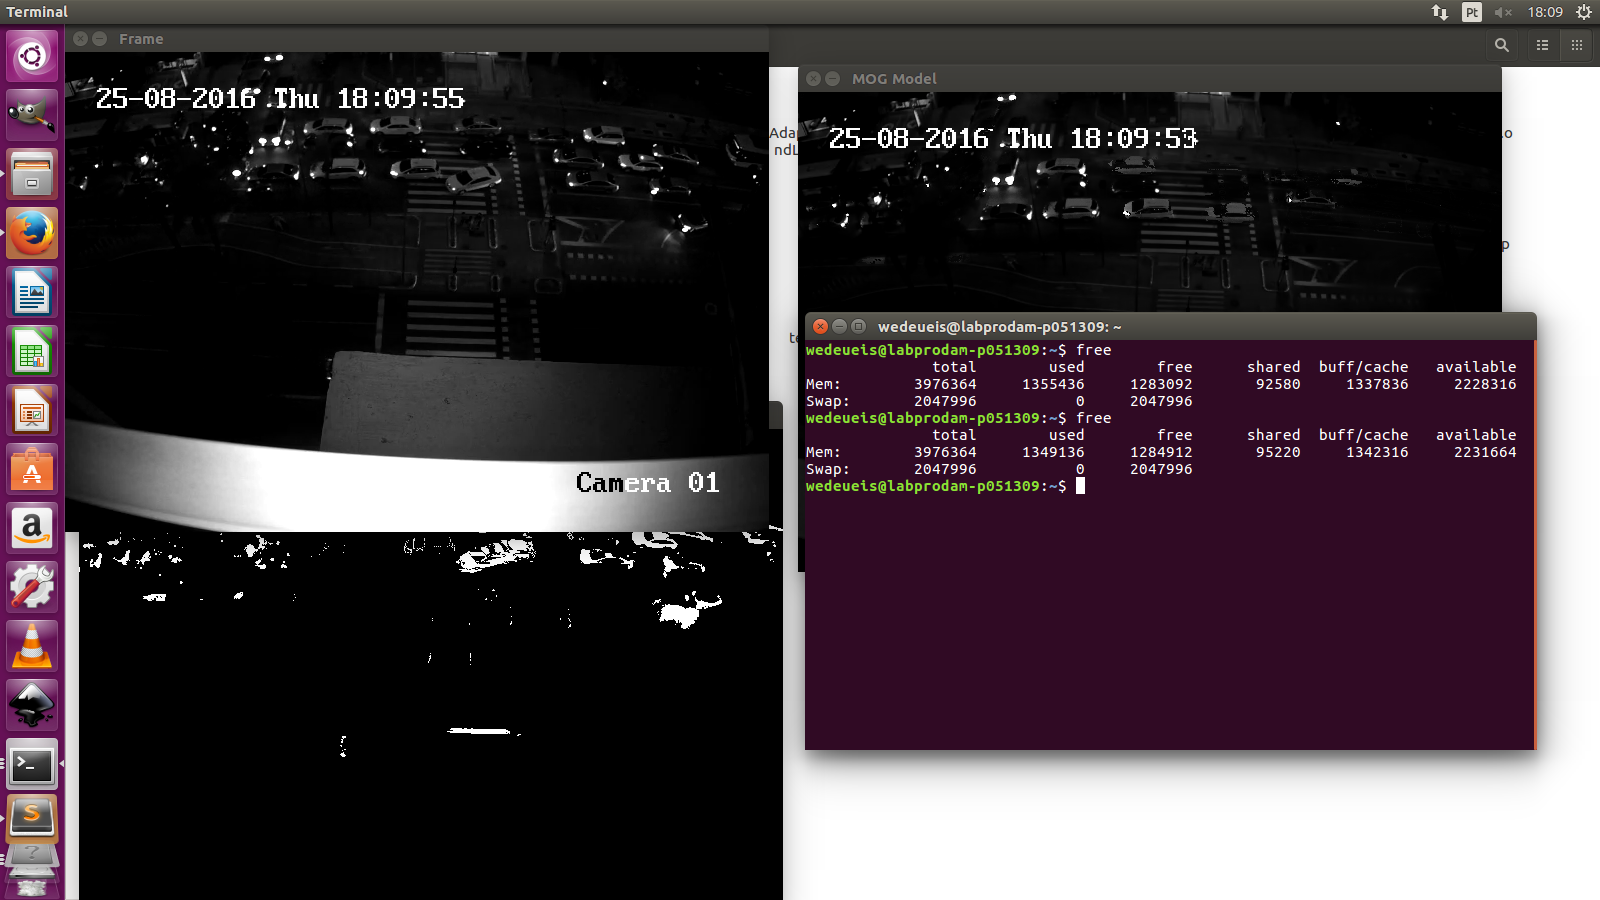 Terminal
Pt
18:09
Frame
25-08-2016 Thu 18:09:55
Camera 01
MOG Model
25-08-2016 Thu 18:09:53
Adap
ndL
.o
p
te
wedeueis@labprodam-p051309: ~
wedeueis@labprodam-p051309:~$ free
total used free shared buff/cache available
Mem: 3976364 1355436 1283092 92580 1337836 2228316
Swap: 2047996 0 2047996
wedeueis@labprodam-p051309:~$ free
total used free shared buff/cache available
Mem: 3976364 1349136 1284912 95220 1342316 2231664
Swap: 2047996 0 2047996
wedeueis@labprodam-p051309:~$